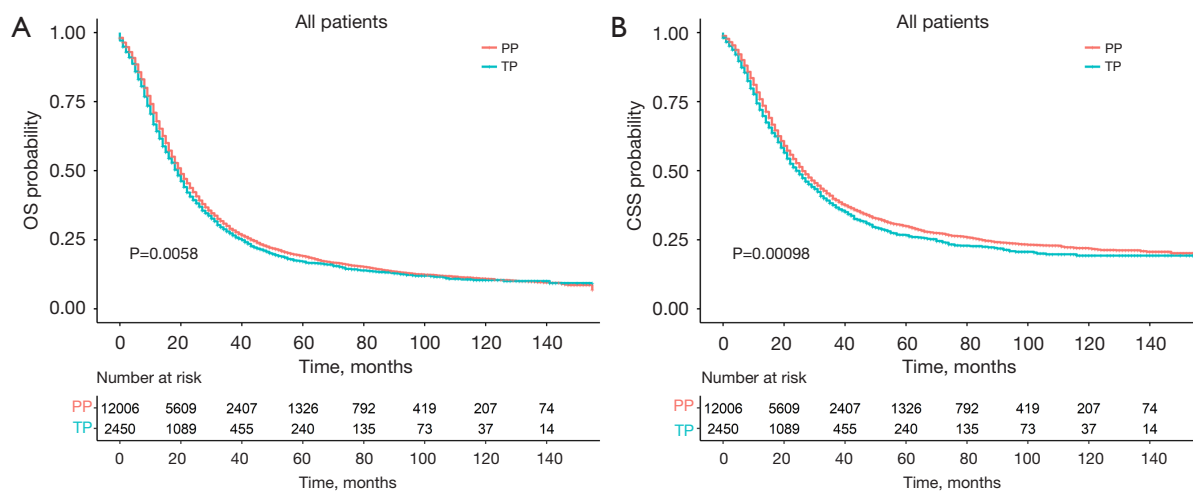 A
All patients
PP
TP
1.00
0.75
0.50
0.25
0.00
OS probability
P=0.0058
0 20 40 60 80 100 120 140
Time, months
Number at risk
PP 12006 5609 2407 1326 792 419 207 74
TP 2450 1089 455 240 135 73 37 14
0 20 40 60 80 100 120 140
Time, months
B
All patients
PP
TP
1.00
0.75
0.50
0.25
0.00
CSS probability
P=0.00098
0 20 40 60 80 100 120 140
Time, months
Number at risk
PP 12006 5609 2407 1326 792 419 207 74
TP 2450 1089 455 240 135 73 37 14
0 20 40 60 80 100 120 140
Time, months